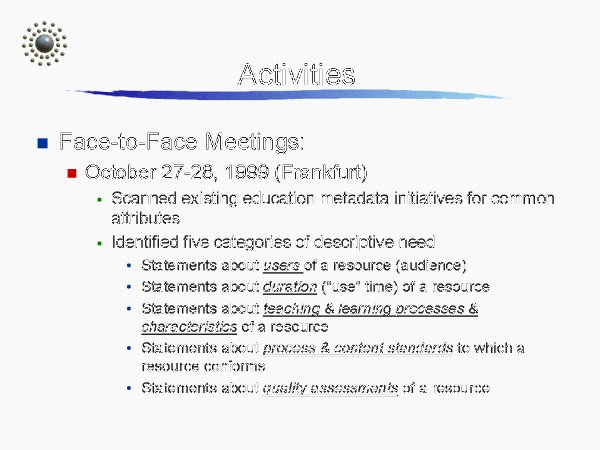 Activities
Face-to-Face Meetings:
October 27-28, 1999 (Frankfurt)
Scanned existing education metadata initiatives for common
attributes
Identified five categories of descriptive need
Statements about users of a resource (audience)
Statements about duration ("use" time) of a resource
Statements about teaching & learning processes &
characteristics of a resource
Statements about process & content standards to which a
resource conforms
Statements about quality assessments of a resource